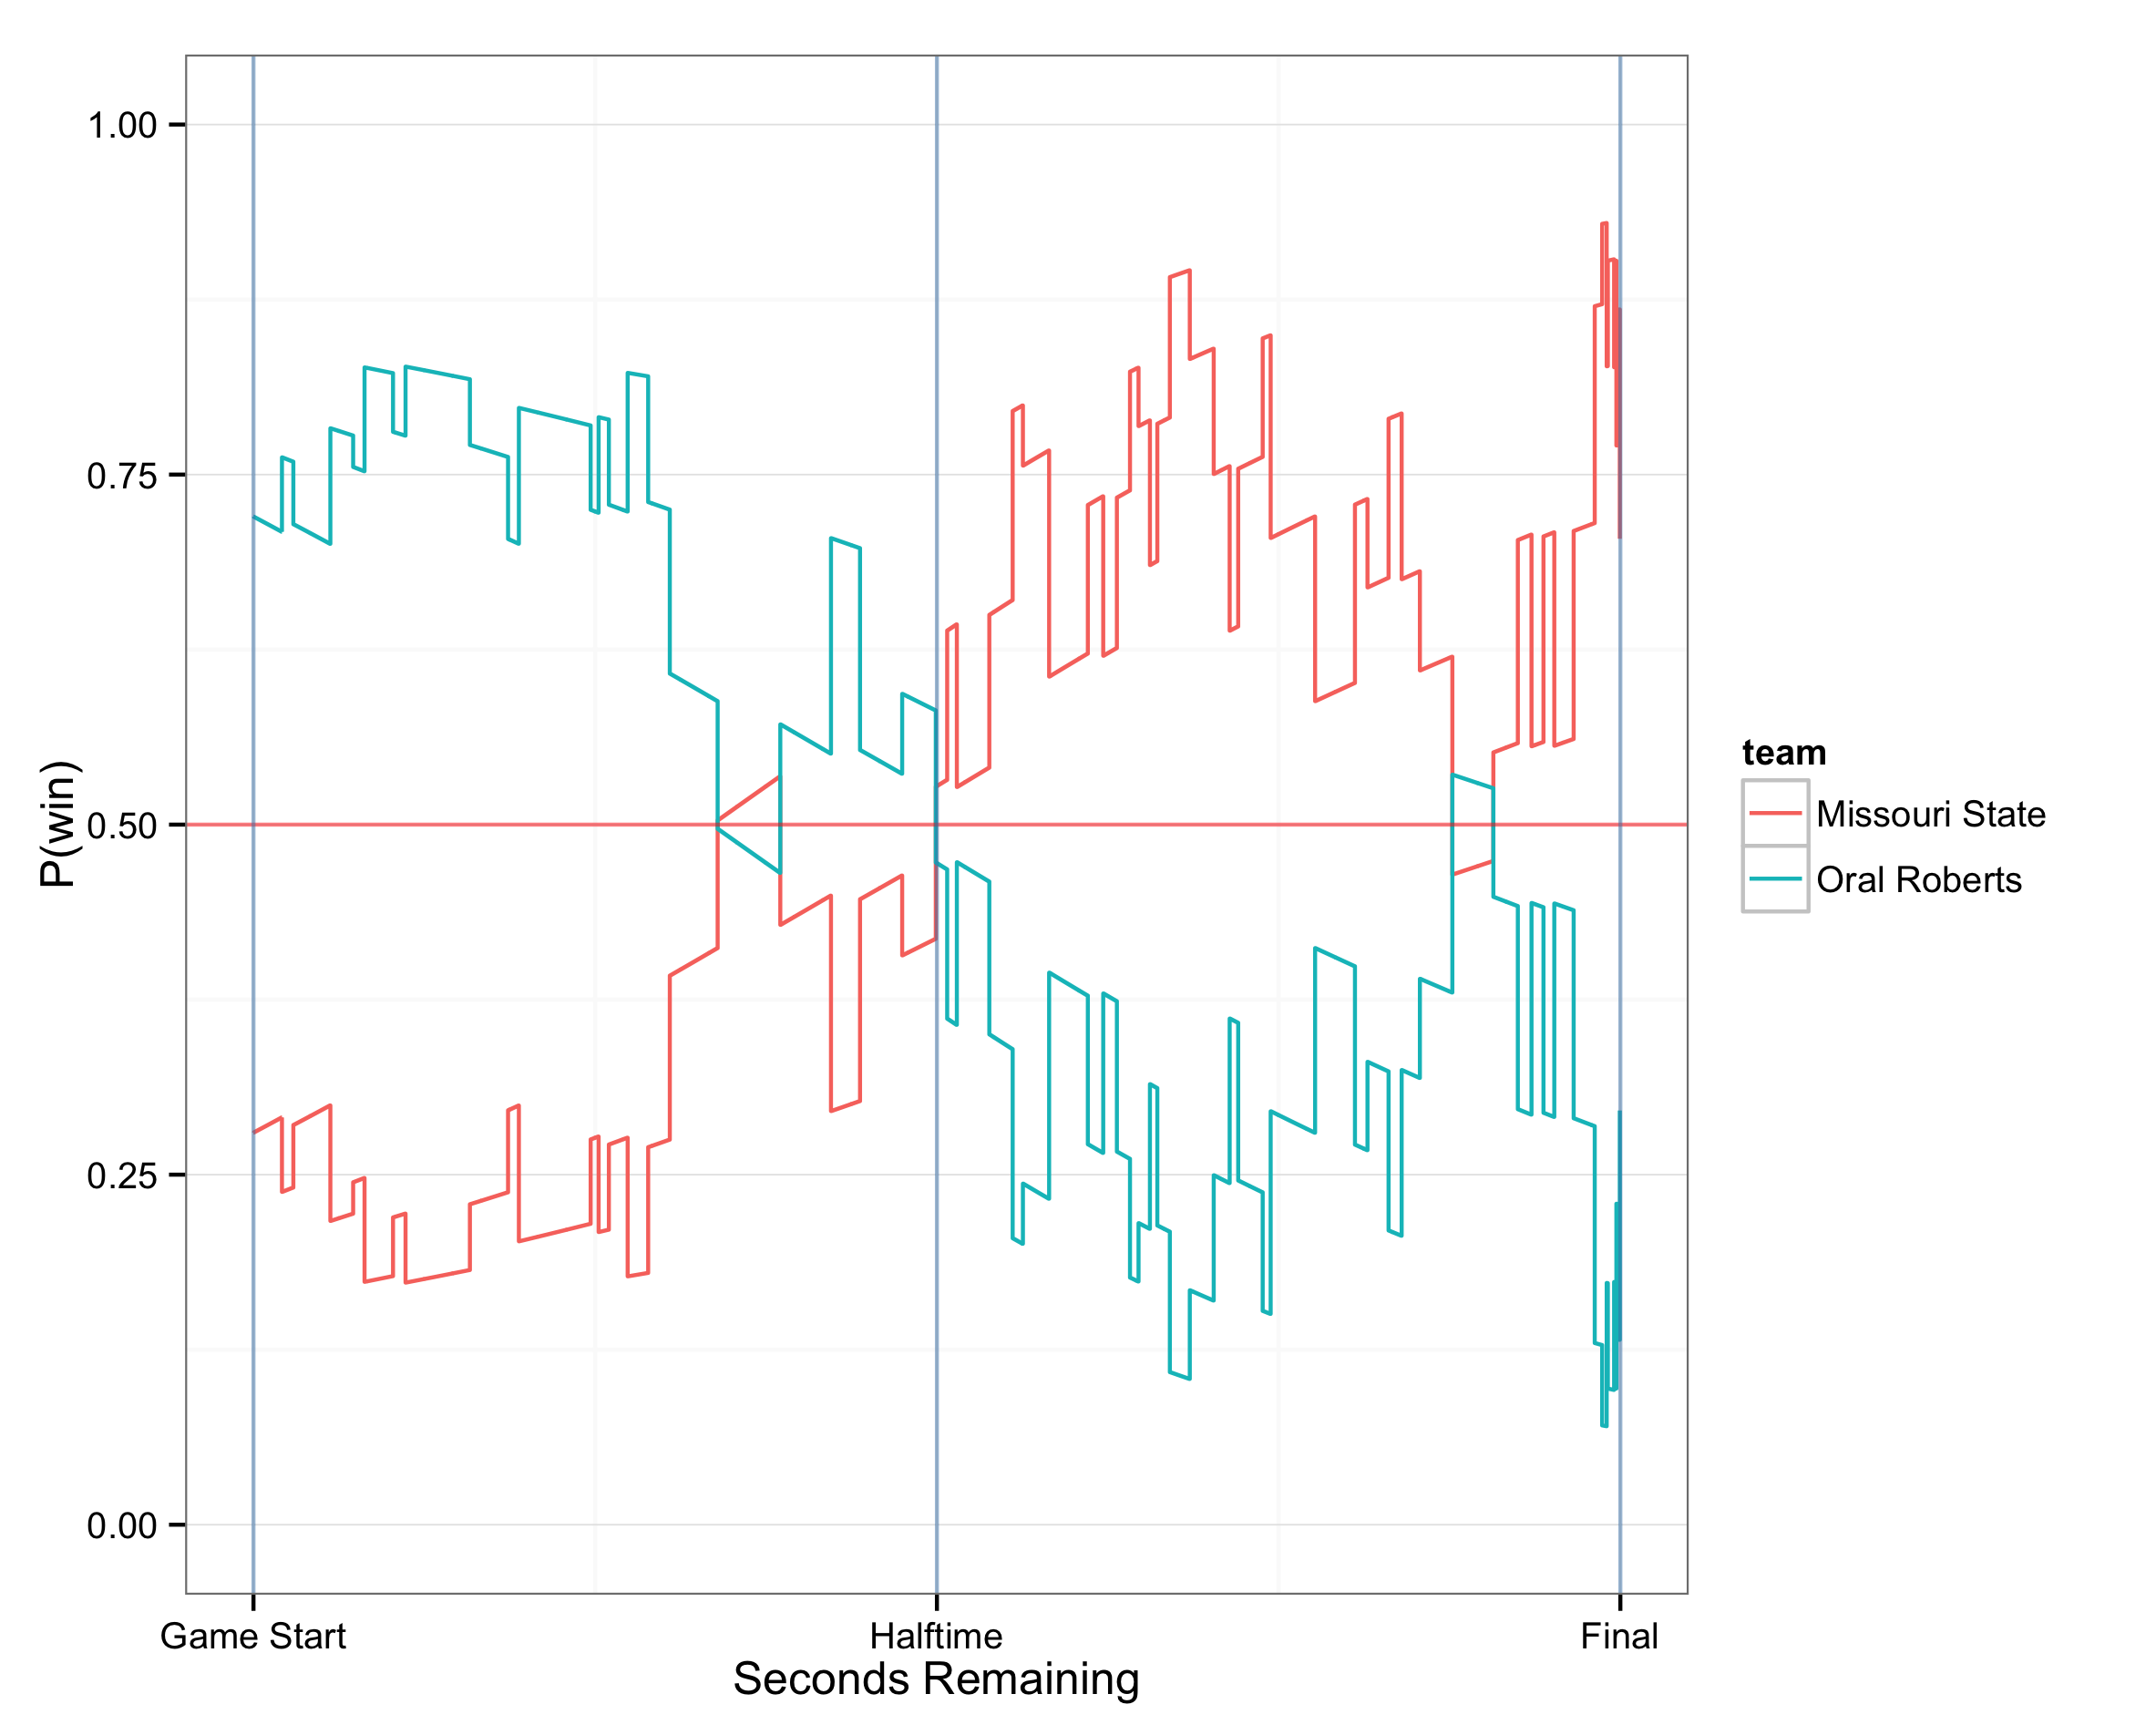 1.00
0.75
0.50
0.25
0.00
P(win)
Game Start
Halftime
Final
Seconds Remaining
team
Missouri State
Oral Roberts